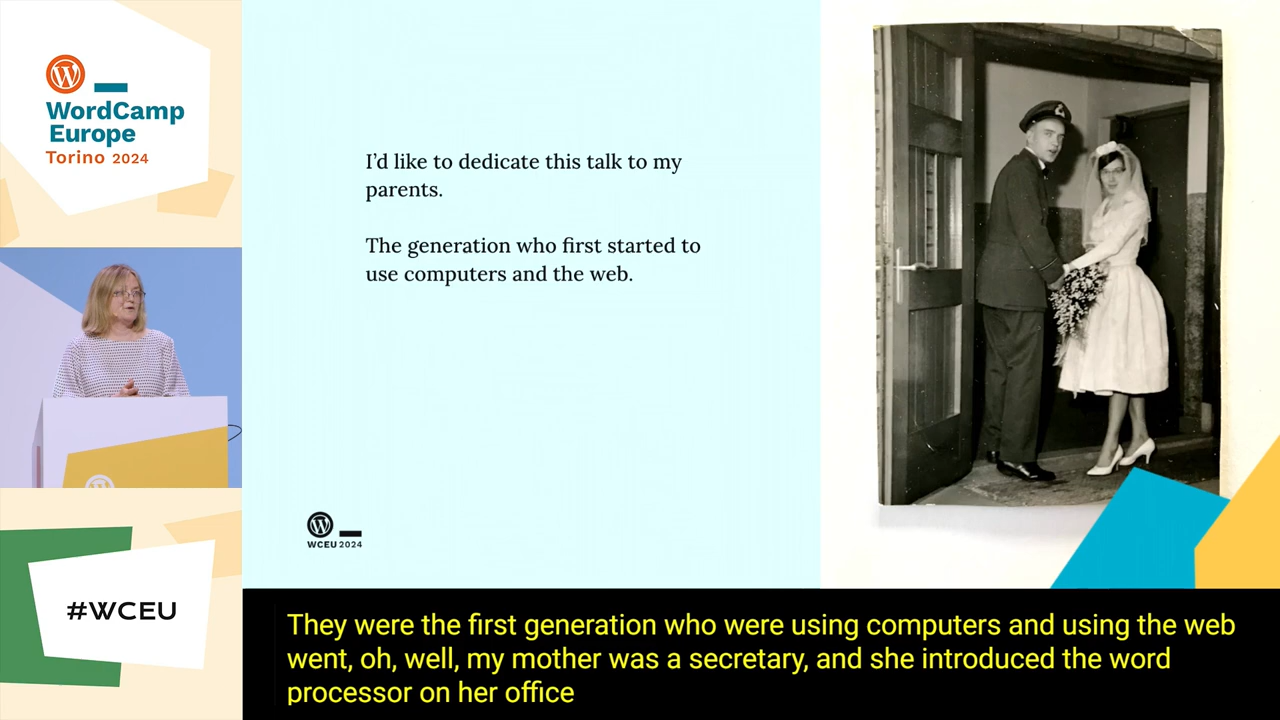 WordCamp
Europe
Torino 2024
I'd like to dedicate this talk to my
parents.
The generation who first started to
use computers and the web.
WCEU 2024
#WCEU
They were the first generation who were using computers and using the web
went, oh, well, my mother was a secretary, and she introduced the word
processor on her office